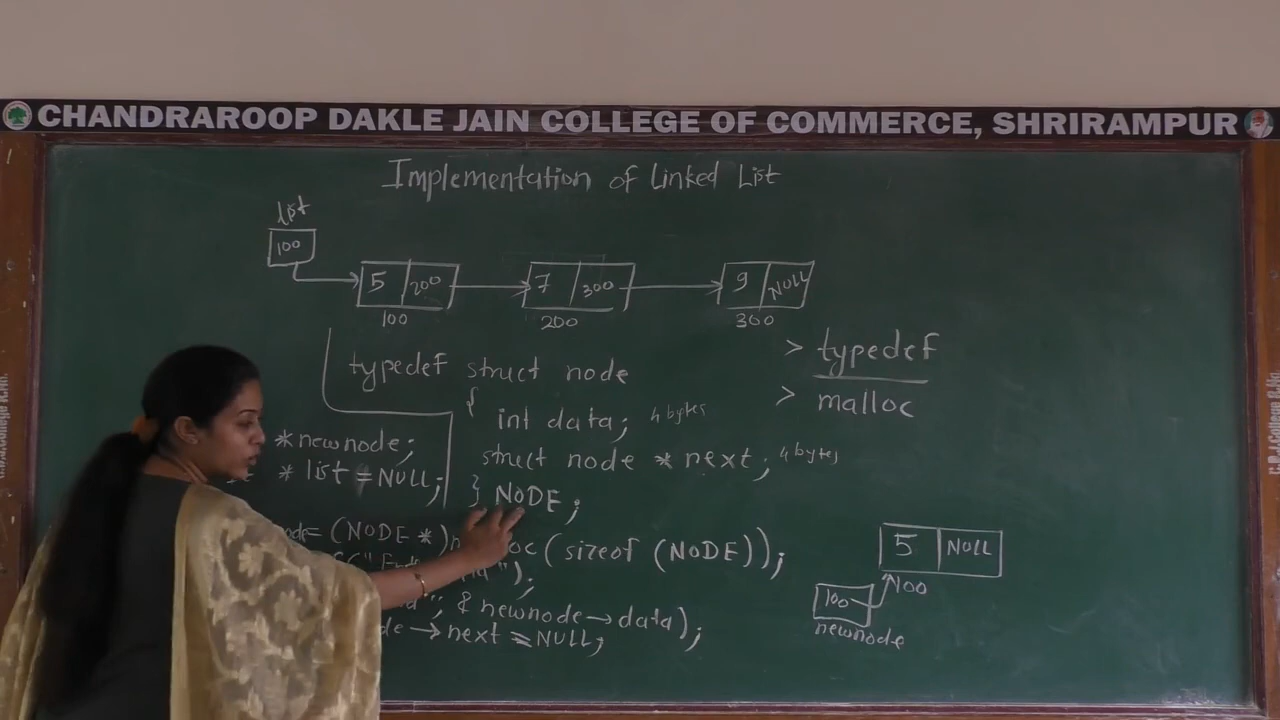 CHANDRAROOP DAKLE JAIN COLLEGE OF COMMERCE, SHRIRAMPUR
Implementation of Linked List
list
100
5 200
7 300
9 NULL
100
200
300
typedef struct node
{
int data; 4 bytes
struct node * next; 4 bytes
} NODE;
> typedef
> malloc
*newnode;
* list = NULL;
= (NODE *) (sizeof (NODE));
");
"; & newnode→data);
→next = NULL;
5 NULL
100
100
newnode